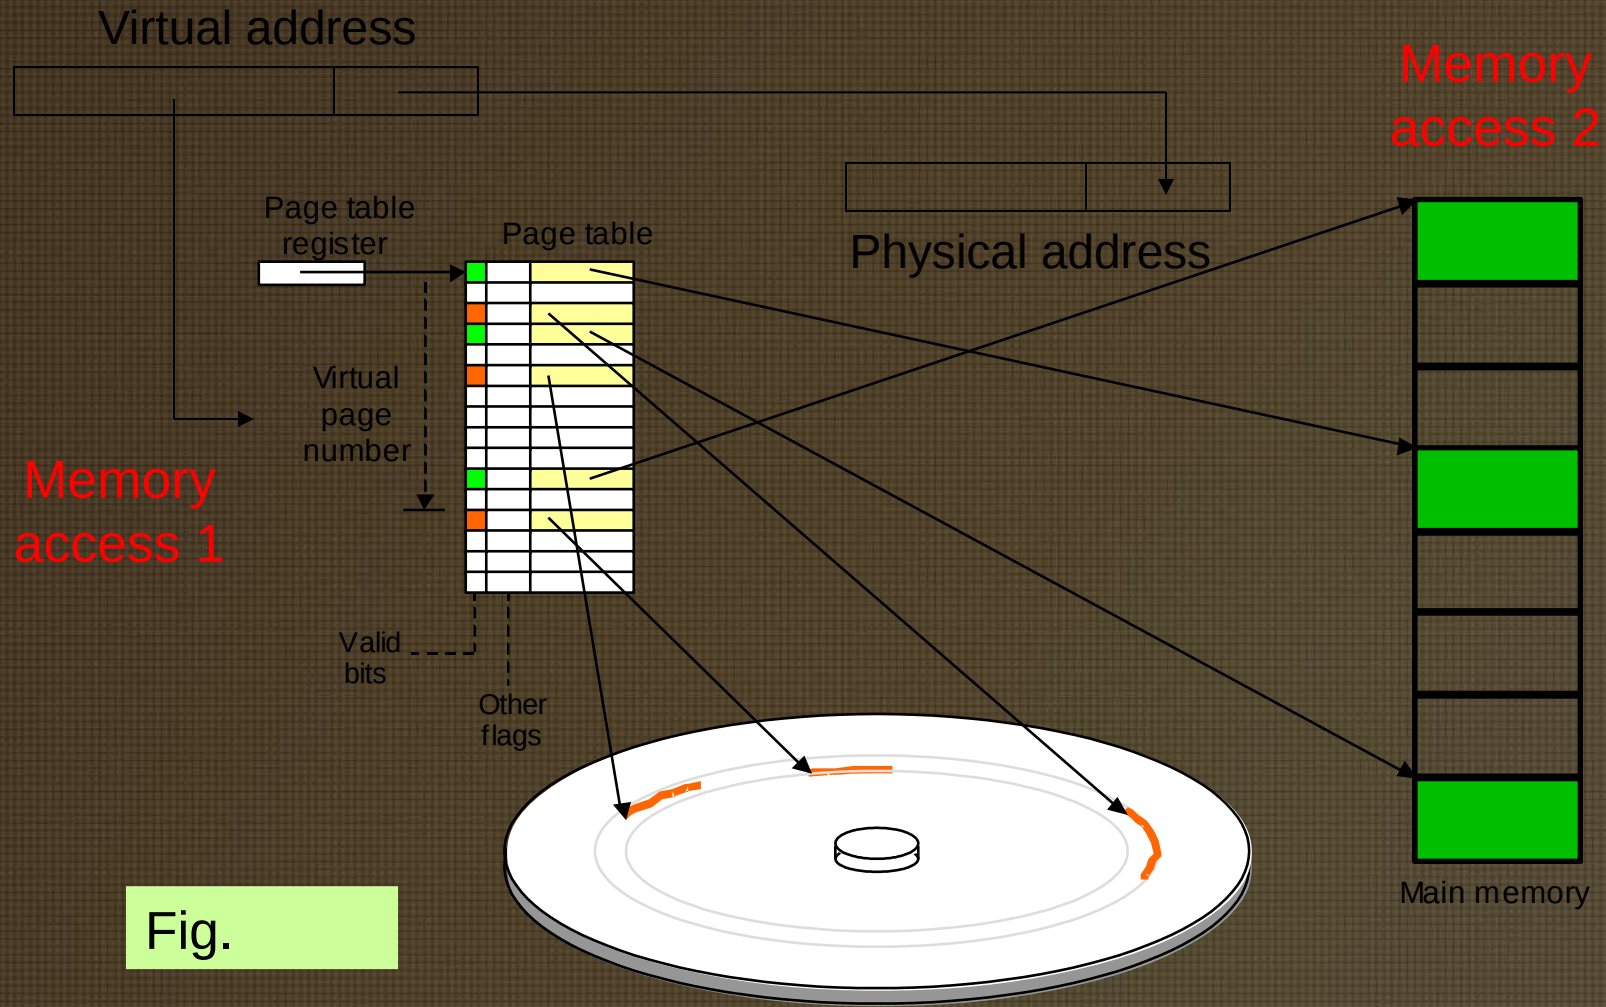 Virtual address
Memory
access 2
Page table
register
Page table
Physical address
Virtual
page
number
Memory
access 1
Valid
bits
Other
flags
Main memory
Fig.